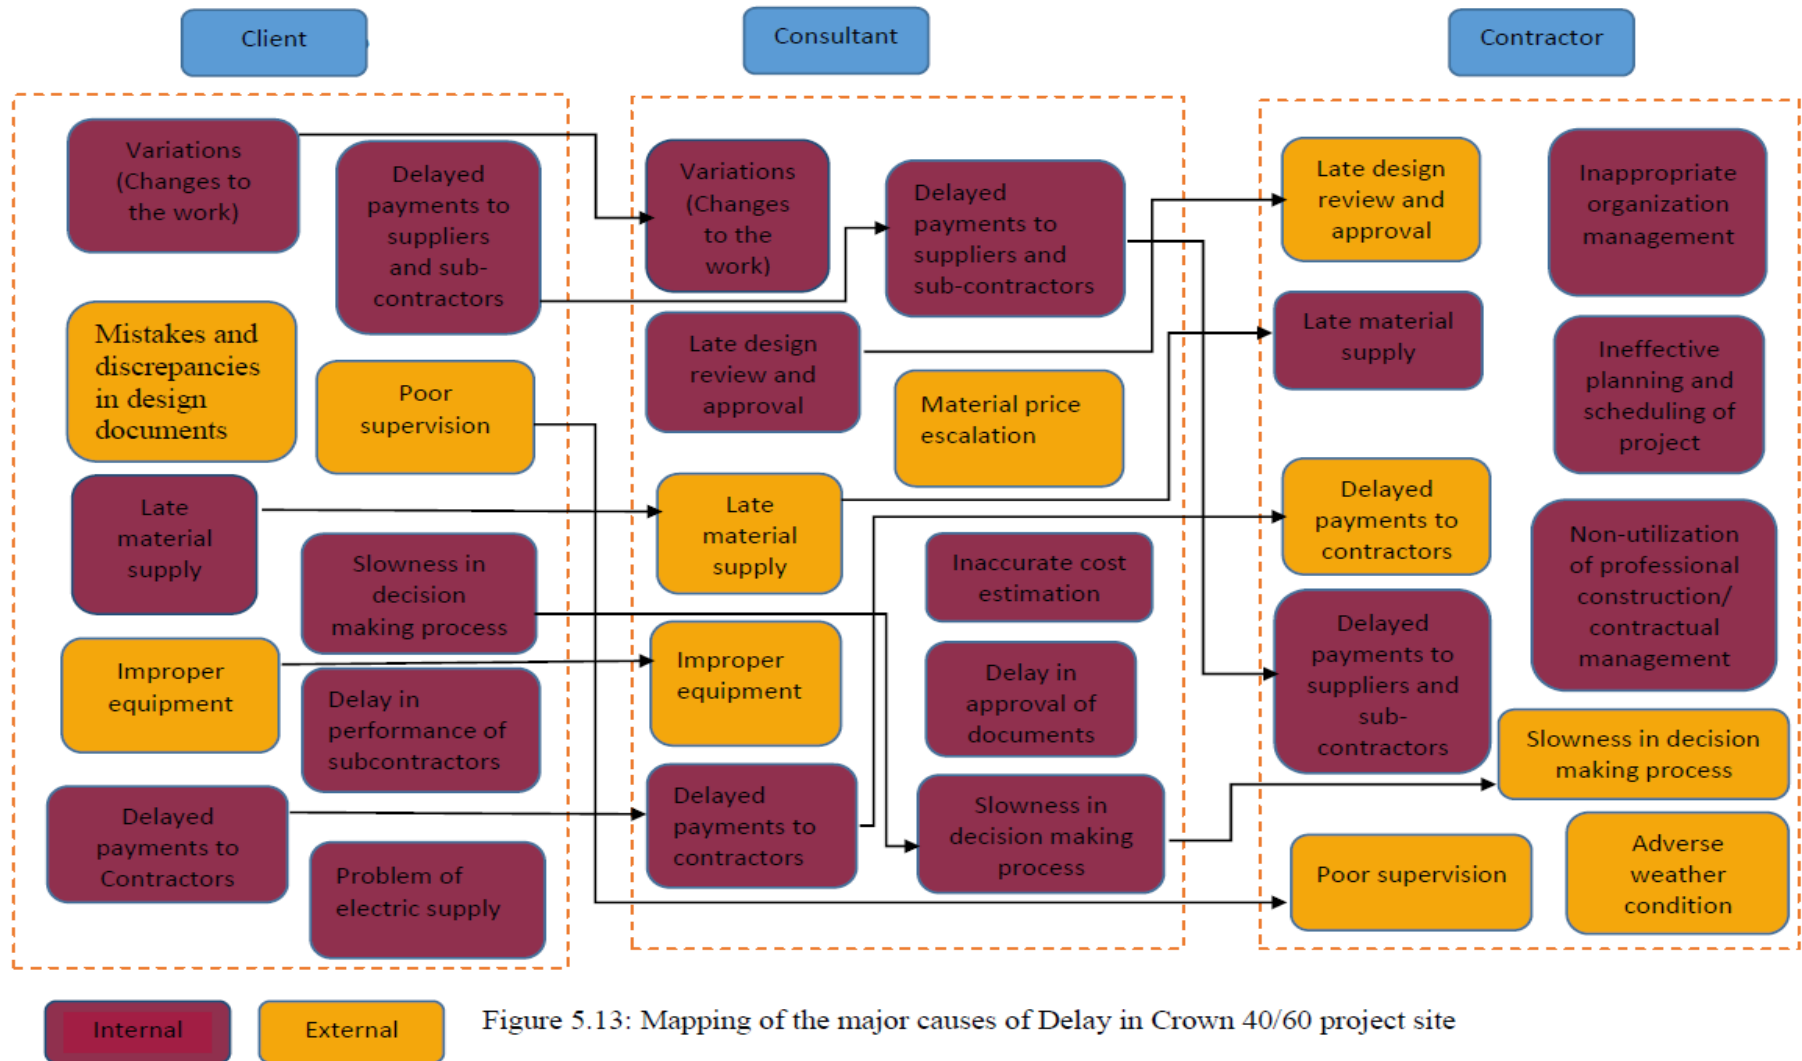 Client
Consultant
Contractor
Variations
(Changes to
the work)
Delayed
payments to
suppliers
and sub-
contractors
Mistakes and
discrepancies
in design
documents
Poor
supervision
Late
material
supply
Slowness in
decision
making process
Improper
equipment
Delay in
performance of
subcontractors
Delayed
payments to
Contractors
Problem of
electric supply
Variations
(Changes
to the
work)
Delayed
payments to
suppliers and
sub-contractors
Late design
review and
approval
Material price
escalation
Late
material
supply
Inaccurate cost
estimation
Improper
equipment
Delay in
approval of
documents
Delayed
payments to
contractors
Slowness in
decision making
process
Late design
review and
approval
Inappropriate
organization
management
Late material
supply
Ineffective
planning and
scheduling of
project
Delayed
payments to
contractors
Non-utilization
of professional
construction/
contractual
management
Delayed
payments to
suppliers and
sub-
contractors
Slowness in decision
making process
Poor supervision
Adverse
weather
condition
Internal
External
Figure 5.13: Mapping of the major causes of Delay in Crown 40/60 project site